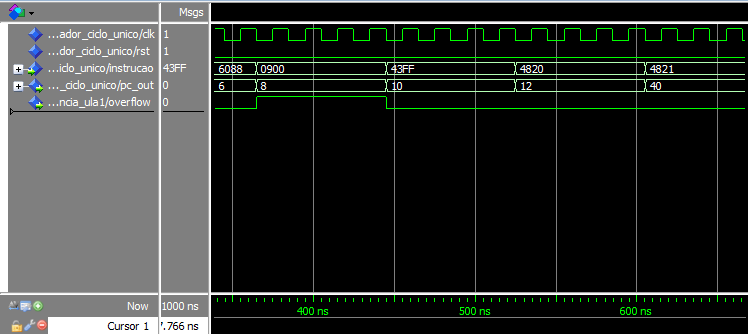 Msgs
...ador_ciclo_unico/clk 1
...dor_ciclo_unico/rst 1
...iclo_unico/instrucao 43FF 6088 0900 43FF 4820 4821
..._ciclo_unico/pc_out 0 6 8 10 12 40
...ncia_ula1/overflow 0
Now 1000 ns 400 ns 500 ns 600 ns
Cursor 1 7.766 ns